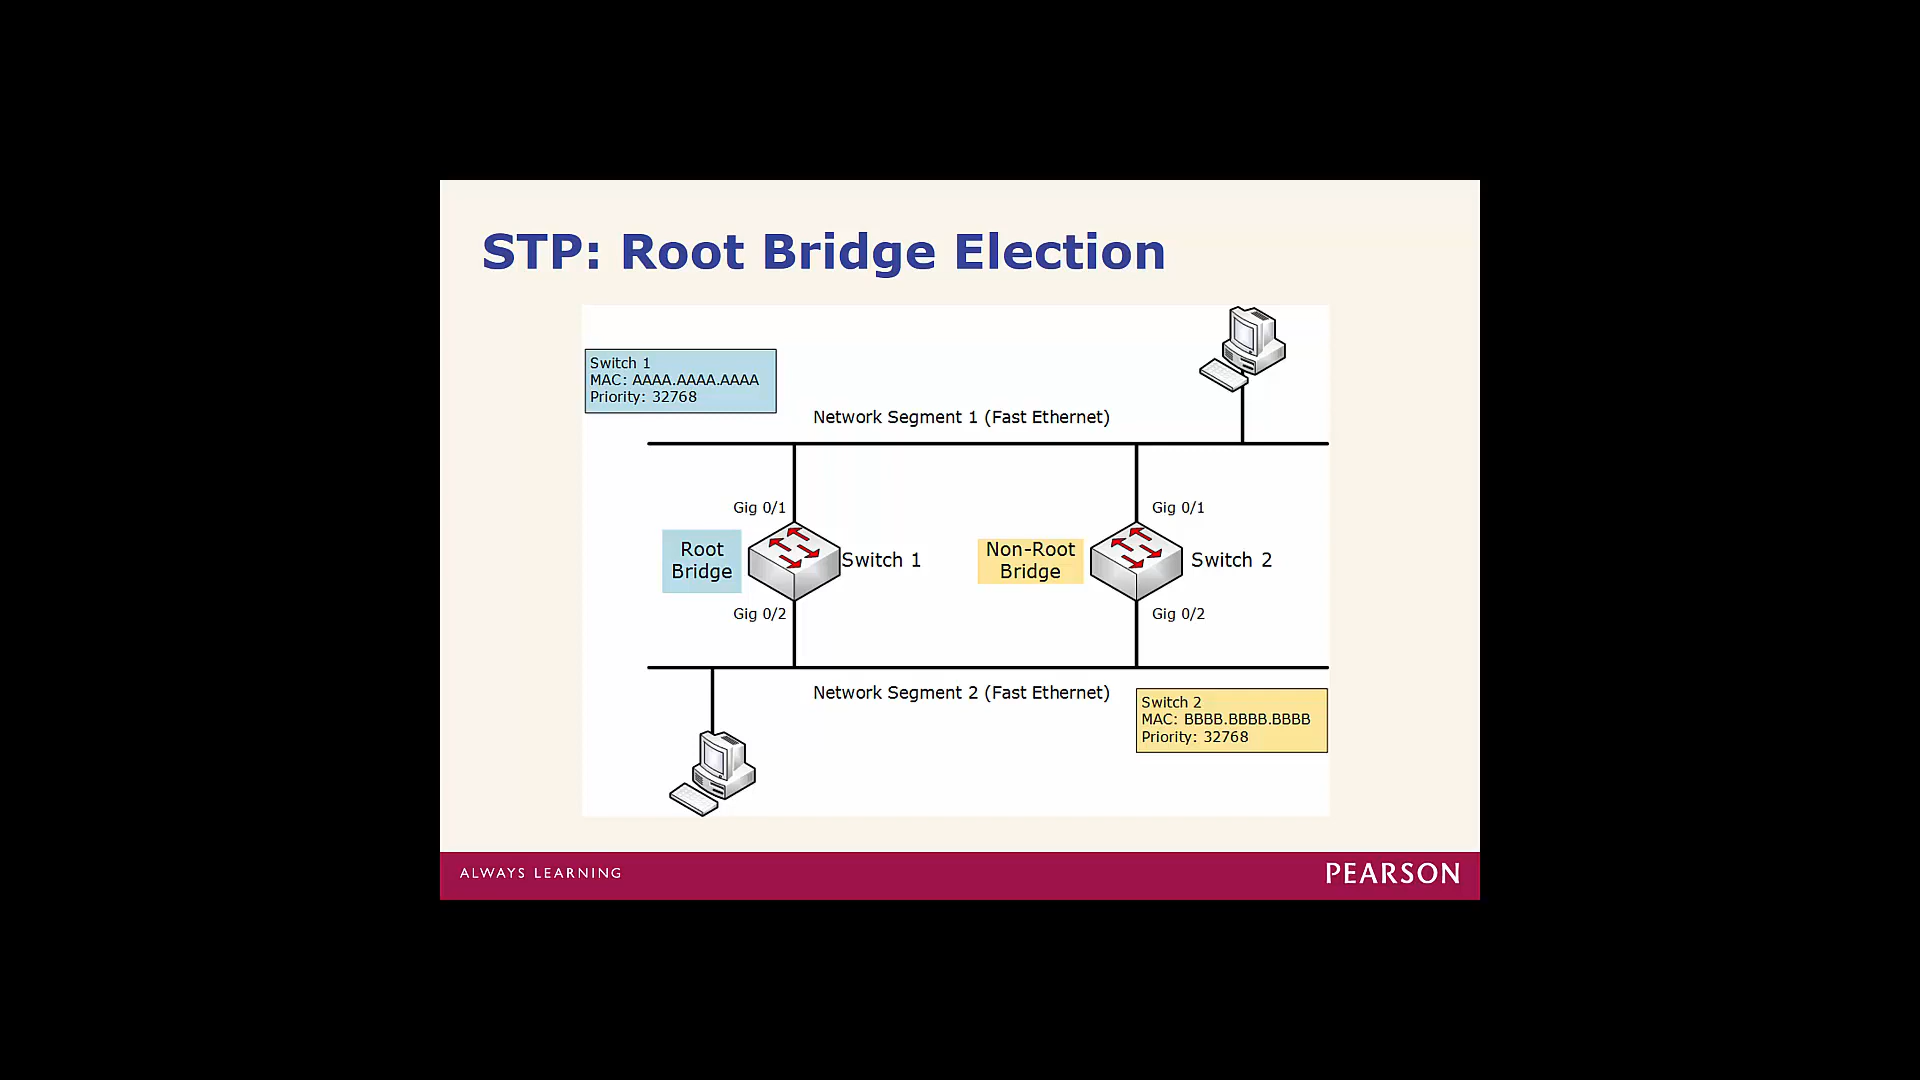 STP: Root Bridge Election
Switch 1
MAC: AAAA.AAAA.AAAA
Priority: 32768
Network Segment 1 (Fast Ethernet)
Gig 0/1
Gig 0/1
Root
Bridge
Switch 1
Non-Root
Bridge
Switch 2
Gig 0/2
Gig 0/2
Network Segment 2 (Fast Ethernet)
Switch 2
MAC: BBBB.BBBB.BBBB
Priority: 32768
ALWAYS LEARNING
PEARSON